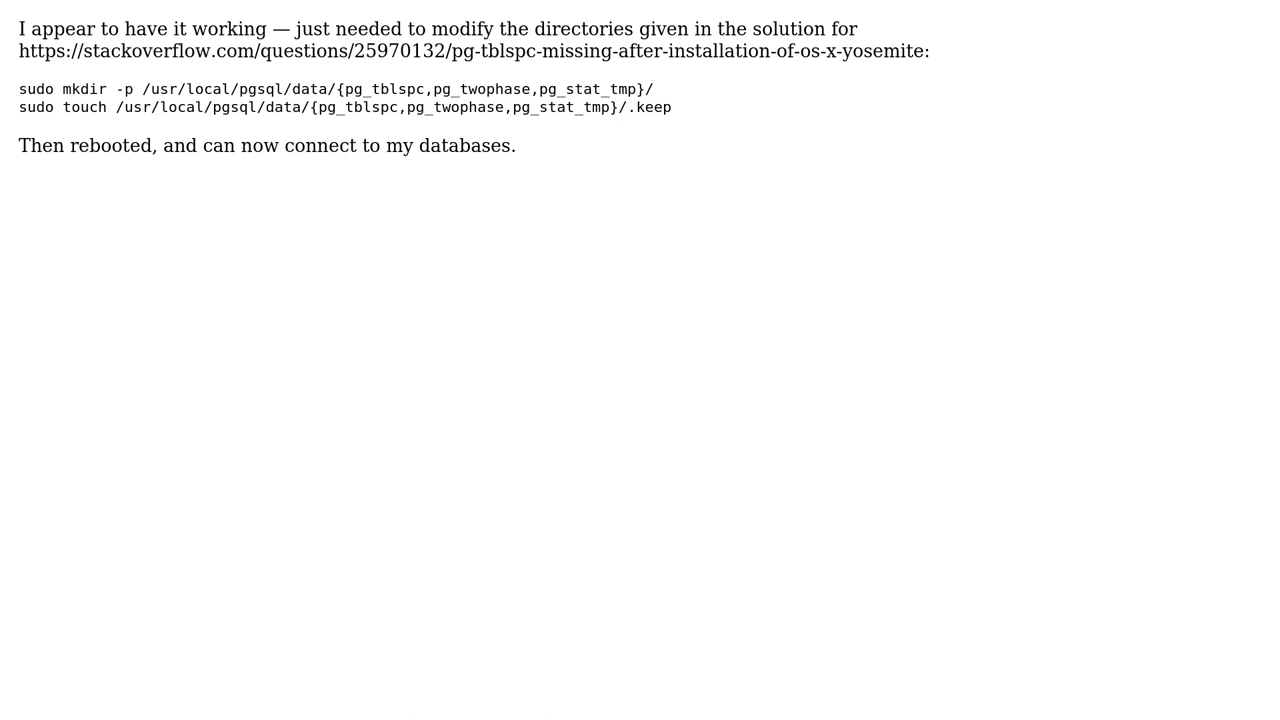 I appear to have it working — just needed to modify the directories given in the solution for
https://stackoverflow.com/questions/25970132/pg-tblspc-missing-after-installation-of-os-x-yosemite:
sudo mkdir -p /usr/local/pgsql/data/{pg_tblspc,pg_twophase,pg_stat_tmp}/
sudo touch /usr/local/pgsql/data/{pg_tblspc,pg_twophase,pg_stat_tmp}/.keep
Then rebooted, and can now connect to my databases.